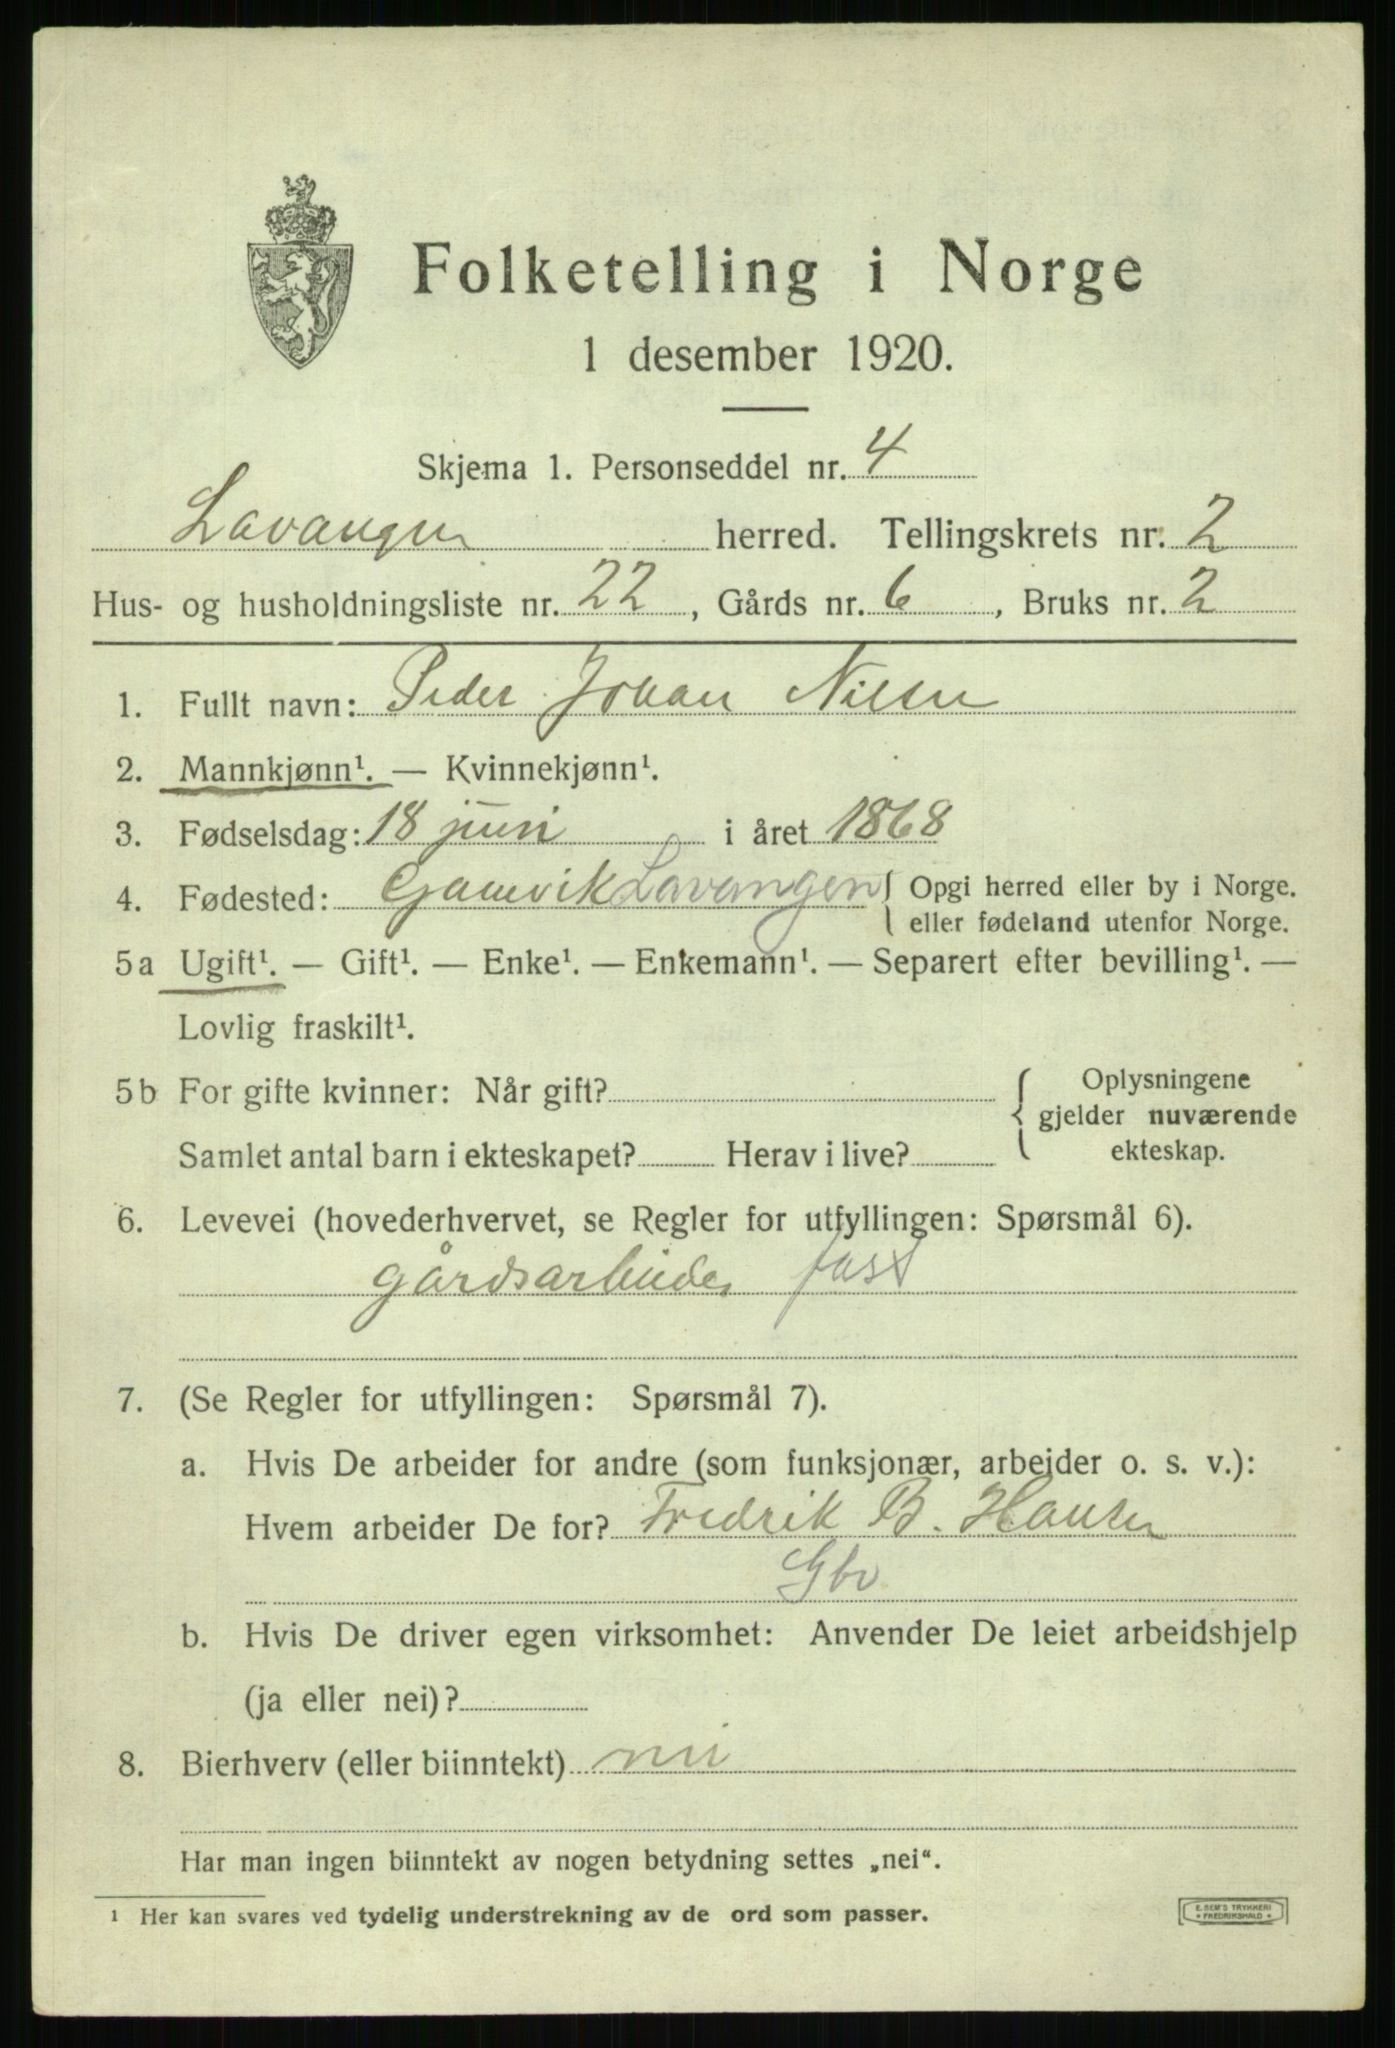 Folketelling i Norge
1 desember 1920.
Skjema 1. Personseddel nr. 4
Lavangen herred. Tellingskrets nr. 2
Hus- og husholdningsliste nr. 22, Gårds nr. 6, Bruks nr. 2
1. Fullt navn: Peder Johan Nilsen
2. Mannkjønn¹. — Kvinnekjønn¹.
3. Fødselsdag: 18 juni i året 1868
4. Fødested: Gamvik Lavangen { Opgi herred eller by i Norge.
eller fødeland utenfor Norge.
5a Ugift¹. — Gift¹. — Enke¹. — Enkemann¹. — Separert efter bevilling¹. —
Lovlig fraskilt¹.
5b For gifte kvinner: Når gift?
Samlet antal barn i ekteskapet? Herav i live?
{ Oplysningene
gjelder nuværende
ekteskap.
6. Levevei (hovederhvervet, se Regler for utfyllingen: Spørsmål 6).
gårdsarbeider fast
7. (Se Regler for utfyllingen: Spørsmål 7).
a. Hvis De arbeider for andre (som funksjonær, arbeider o. s. v.):
Hvem arbeider De for? Fredrik B. Hansen
Gbr
b. Hvis De driver egen virksomhet: Anvender De leiet arbeidshjelp
(ja eller nei)?
8. Bierhverv (eller biinntekt) nei
Har man ingen biinntekt av nogen betydning settes „nei“.
¹ Her kan svares ved tydelig understrekning av de ord som passer.
E. SEM'S TRYKKERI
• FREDRIKSHALD •